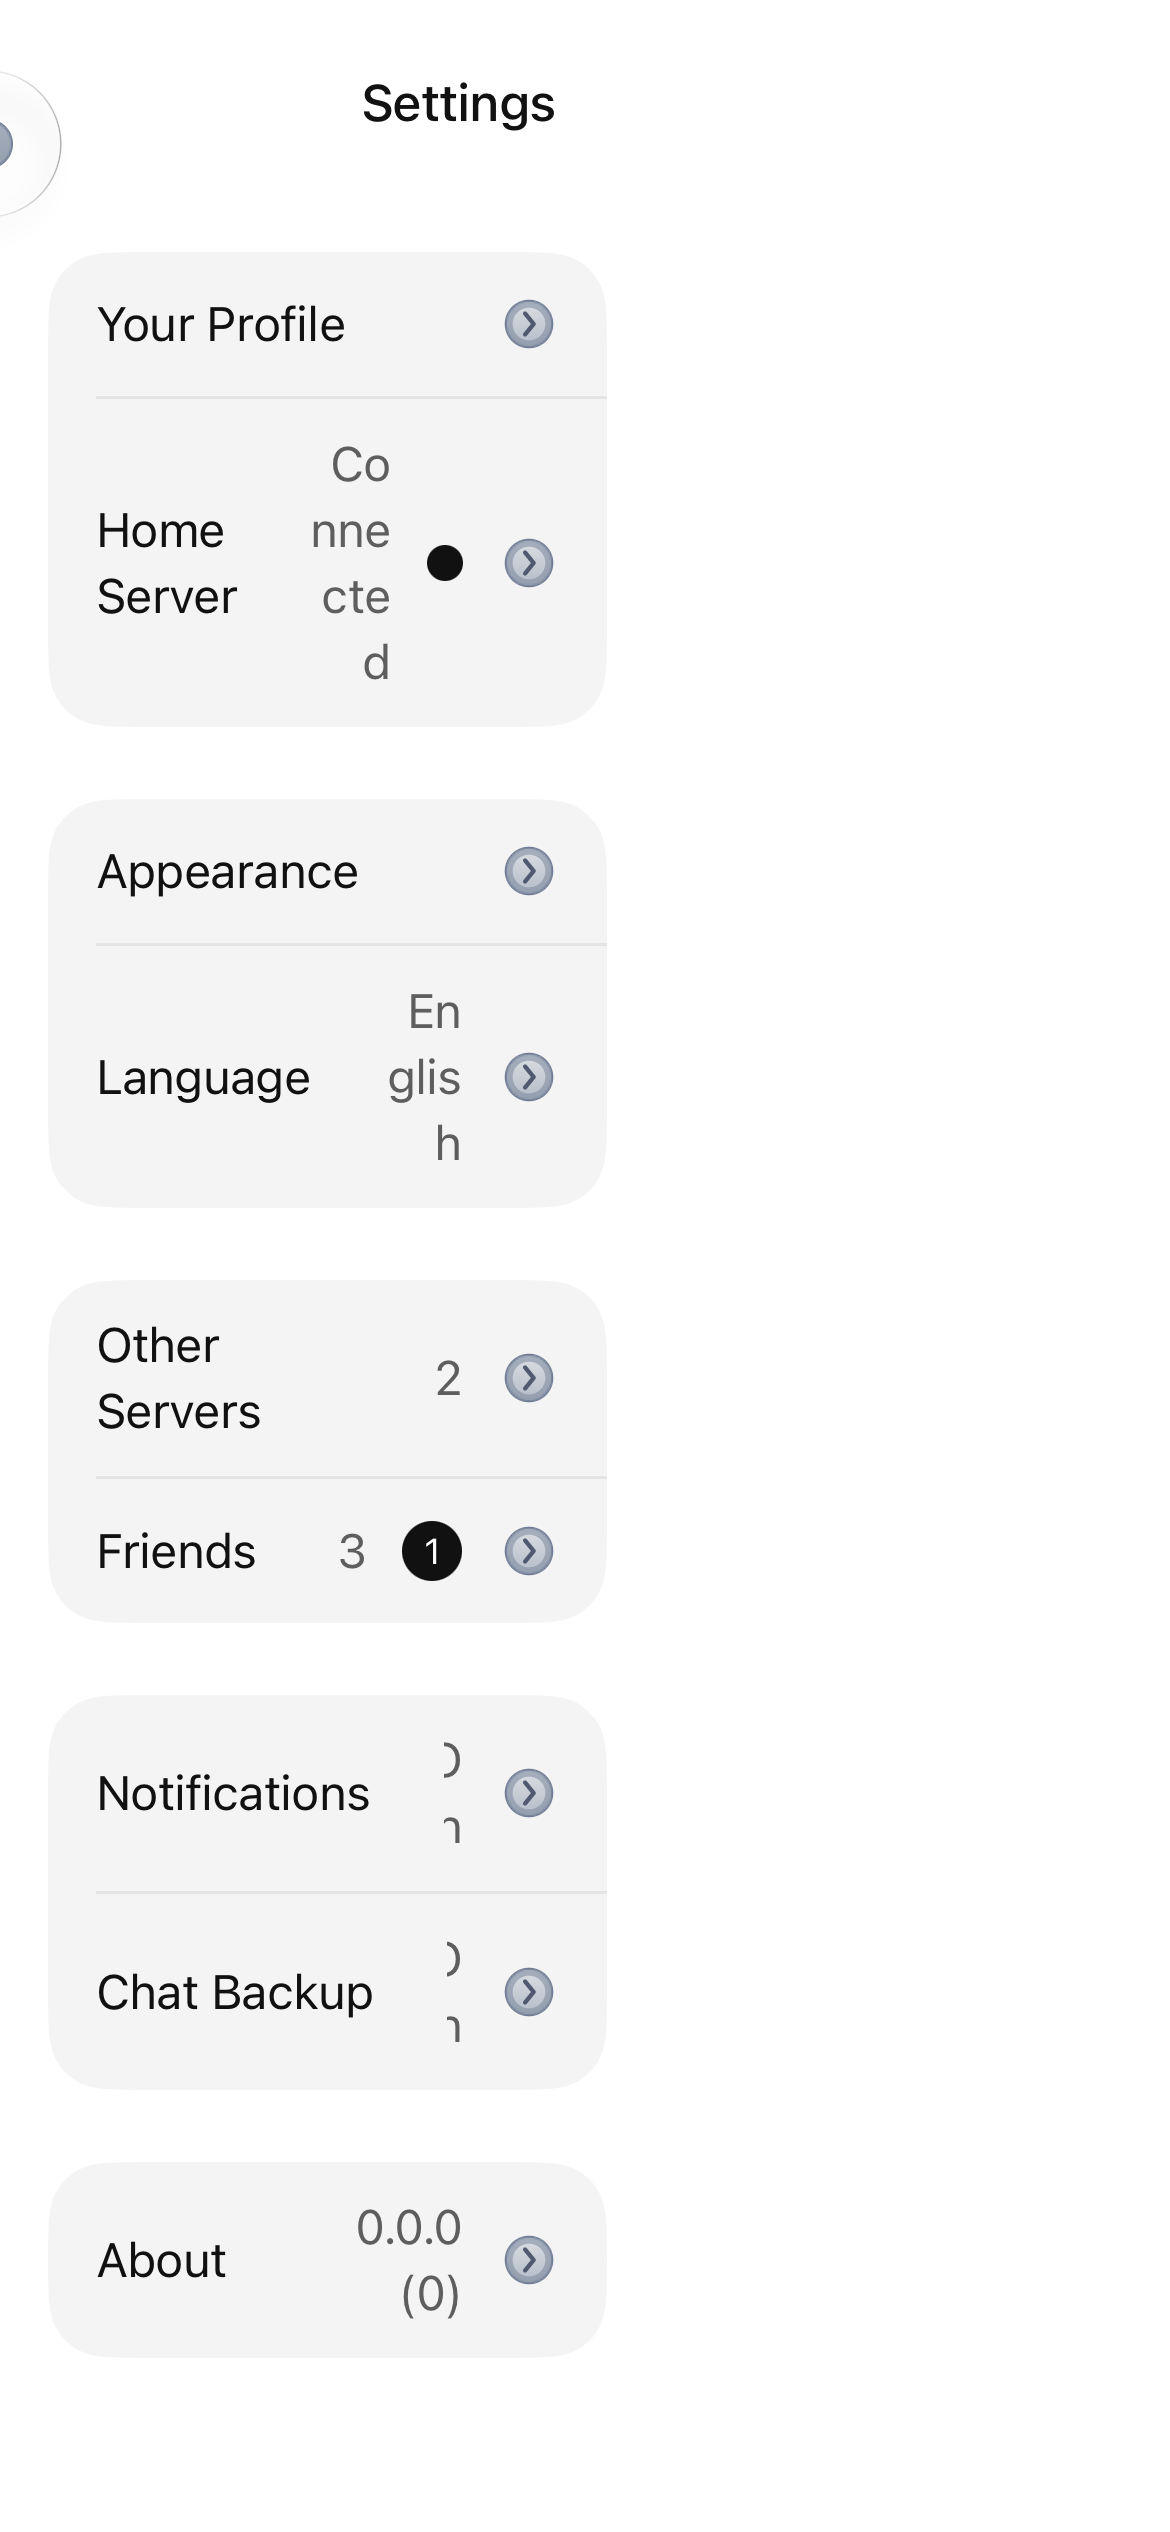 Settings
Your Profile
Home
Server
Co
nne
cte
d
Appearance
Language
En
glis
h
Other
Servers
2
Friends
3
1
Notifications
Chat Backup
About
0.0.0
(0)